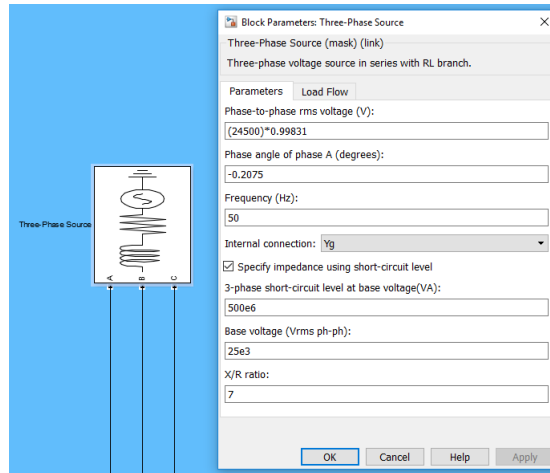 Block Parameters: Three-Phase Source
Three-Phase Source (mask) (link)
Three-phase voltage source in series with RL branch.
Parameters Load Flow
Phase-to-phase rms voltage (V):
(24500)*0.99831
Phase angle of phase A (degrees):
-0.2075
Frequency (Hz):
50
Internal connection: Yg
Specify impedance using short-circuit level
3-phase short-circuit level at base voltage(VA):
500e6
Base voltage (Vrms ph-ph):
25e3
X/R ratio:
7
OK Cancel Help Apply
Three-Phase Source
A B C